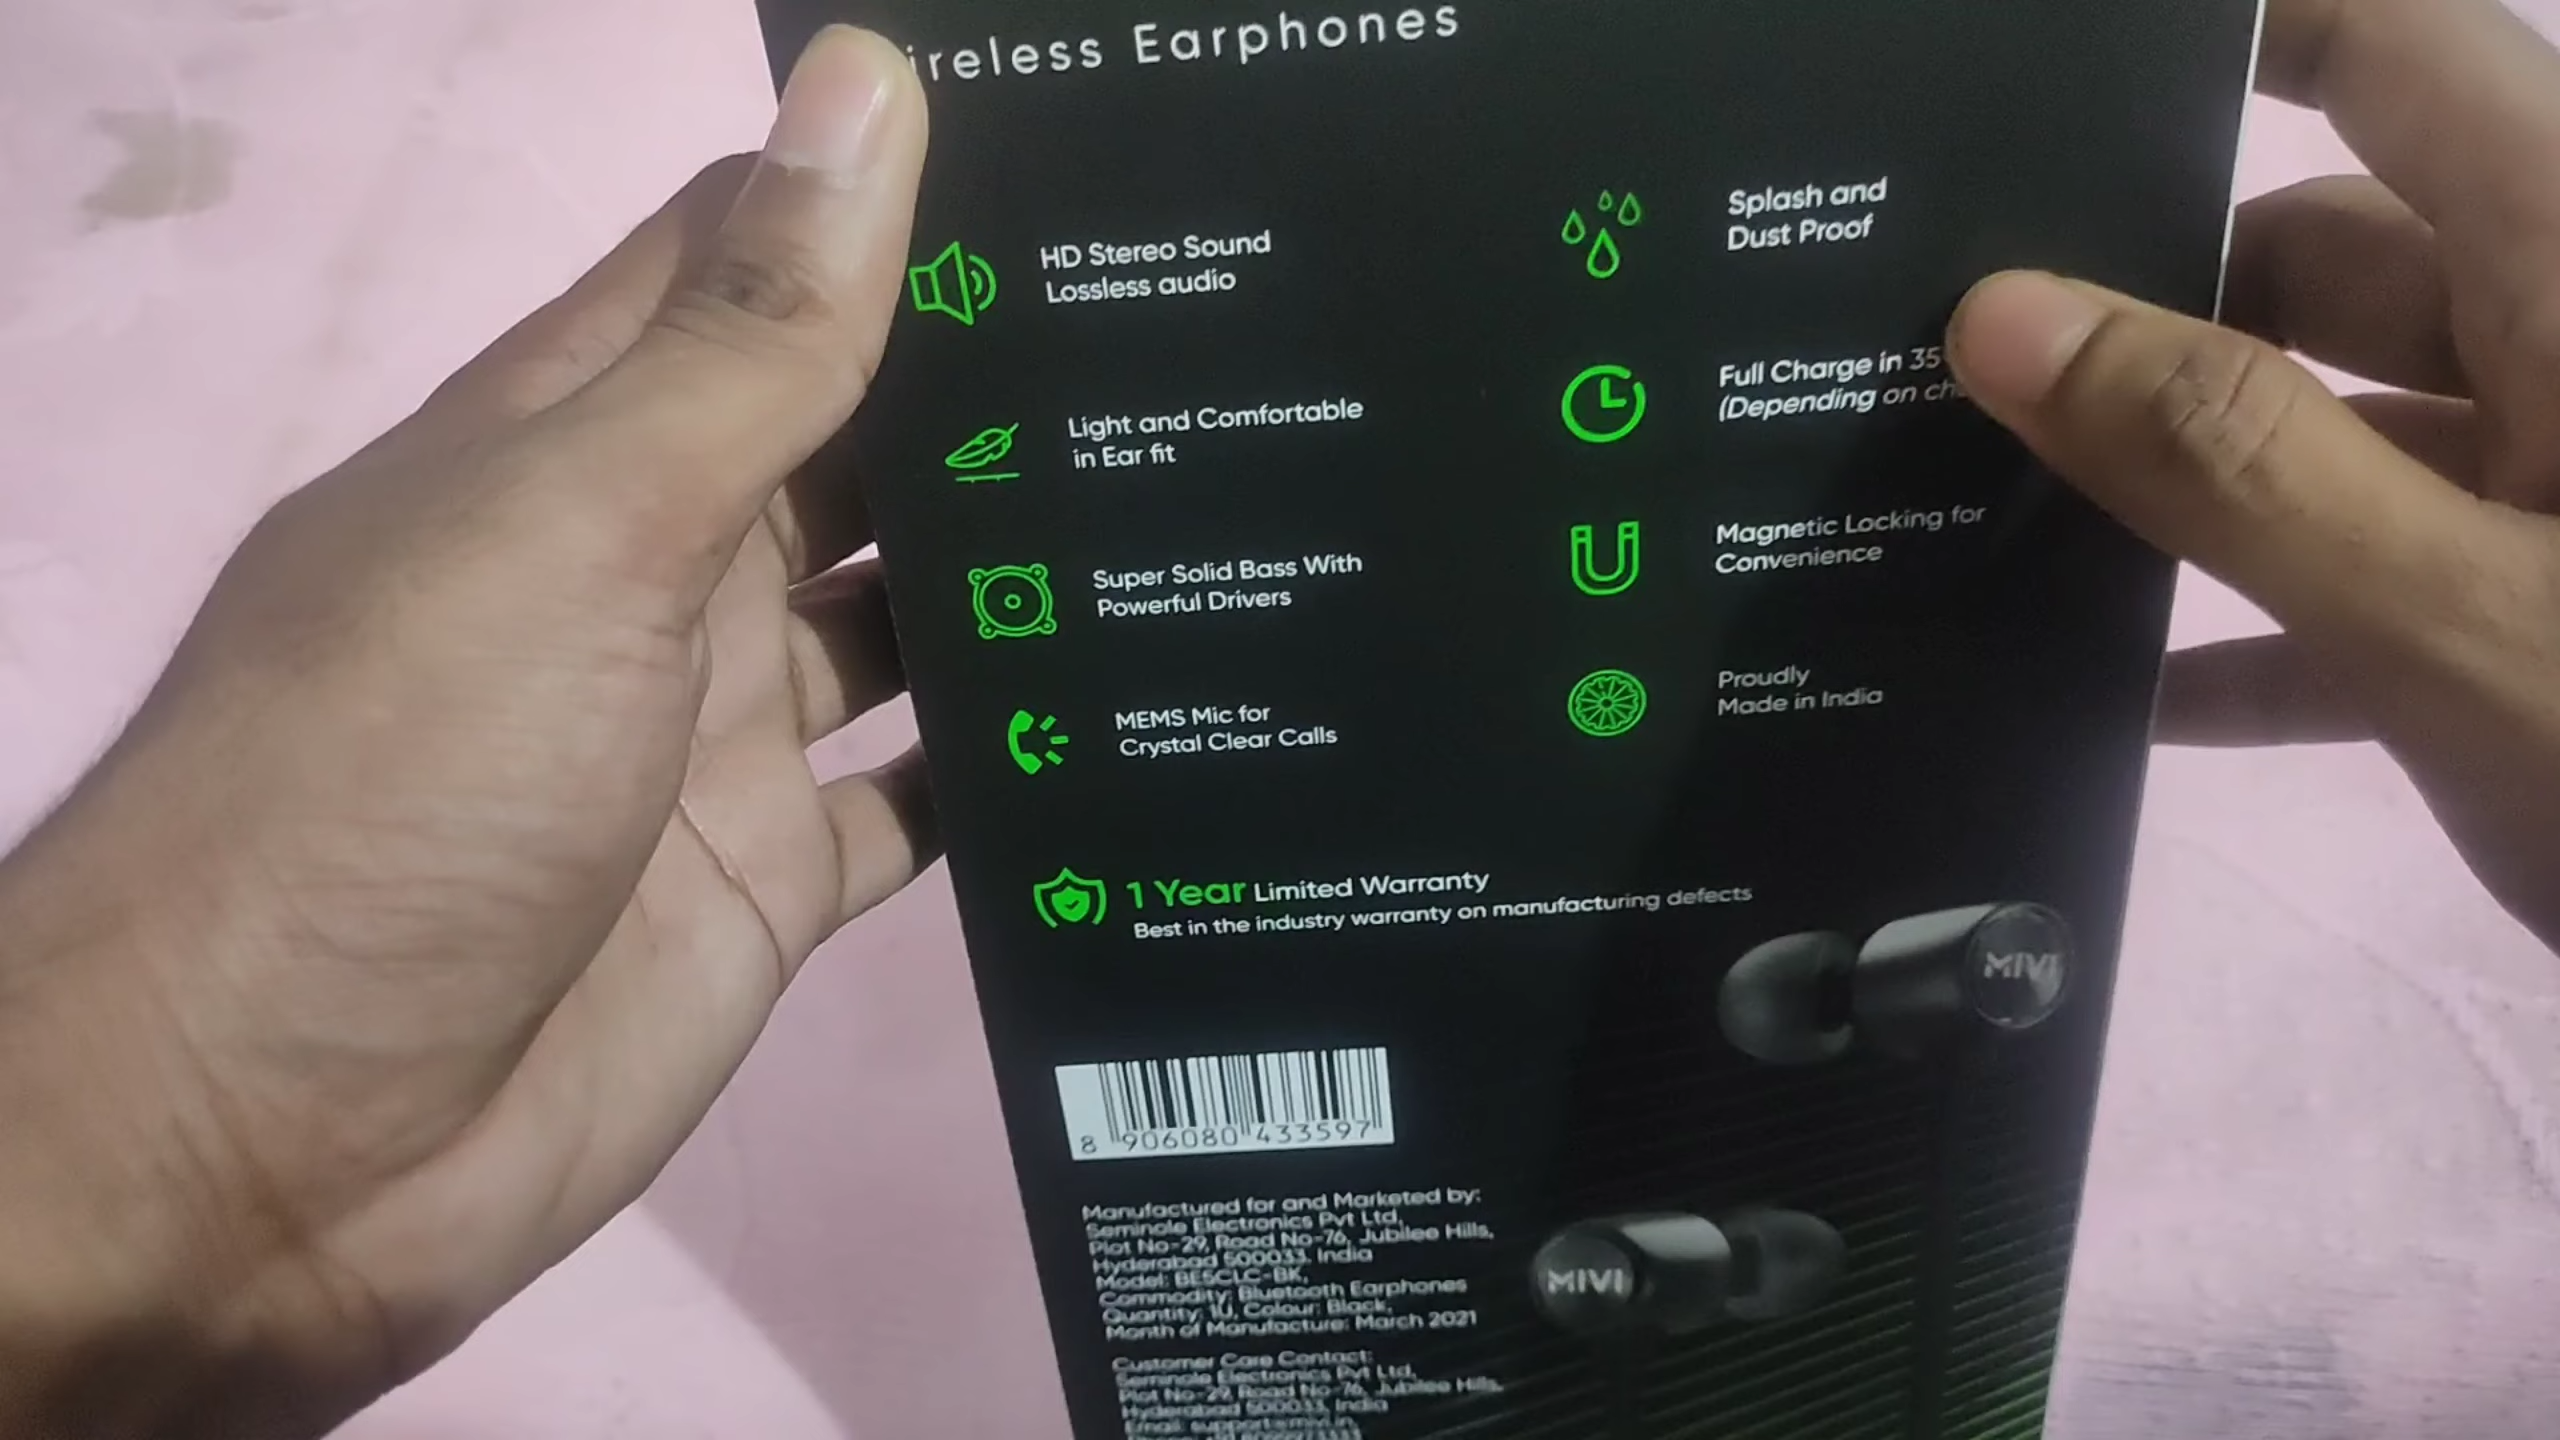 ireless Earphones
HD Stereo Sound
Lossless audio
Light and Comfortable
in Ear fit
Super Solid Bass With
Powerful Drivers
MEMS Mic for
Crystal Clear Calls
Splash and
Dust Proof
Full Charge in 35
(Depending on
Magnetic Locking for
Convenience
Proudly
Made in India
1 Year Limited Warranty
Best in the industry warranty on manufacturing defects
MIVI
8 906080 433597
MIVI
Manufactured for and Marketed by:
Seminole Electronics Pvt Ltd,
Plot No-29, Road No-76, Jubilee Hills,
Hyderabad 500033. India
Model: BE5CLC-BK,
Commodity: Bluetooth Earphones
Quantity: 1U, Colour: Black,
Month of Manufacture: March 2021
Customer Care Contact:
Seminole Electronics Pvt Ltd,
Plot No-29, Road No-76, Jubilee Hills,
Hyderabad 500033, India
Email: support@mivi.in,